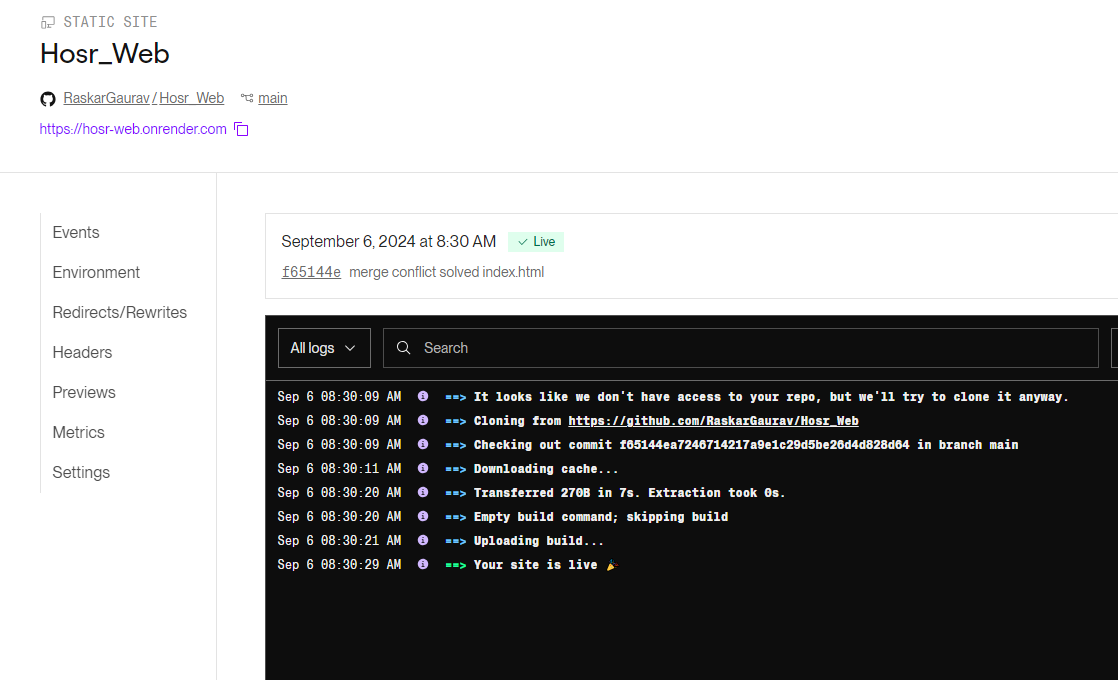 STATIC SITE
Hosr_Web
RaskarGaurav / Hosr_Web main
https://hosr-web.onrender.com
Events
Environment
Redirects/Rewrites
Headers
Previews
Metrics
Settings
September 6, 2024 at 8:30 AM Live
f65144e merge conflict solved index.html
All logs Search
Sep 6 08:30:09 AM ==> It looks like we don't have access to your repo, but we'll try to clone it anyway.
Sep 6 08:30:09 AM ==> Cloning from https://github.com/RaskarGaurav/Hosr_Web
Sep 6 08:30:09 AM ==> Checking out commit f65144ea7246714217a9e1c29d5be26d4d828d64 in branch main
Sep 6 08:30:11 AM ==> Downloading cache...
Sep 6 08:30:20 AM ==> Transferred 270B in 7s. Extraction took 0s.
Sep 6 08:30:20 AM ==> Empty build command; skipping build
Sep 6 08:30:21 AM ==> Uploading build...
Sep 6 08:30:29 AM ==> Your site is live 🎉